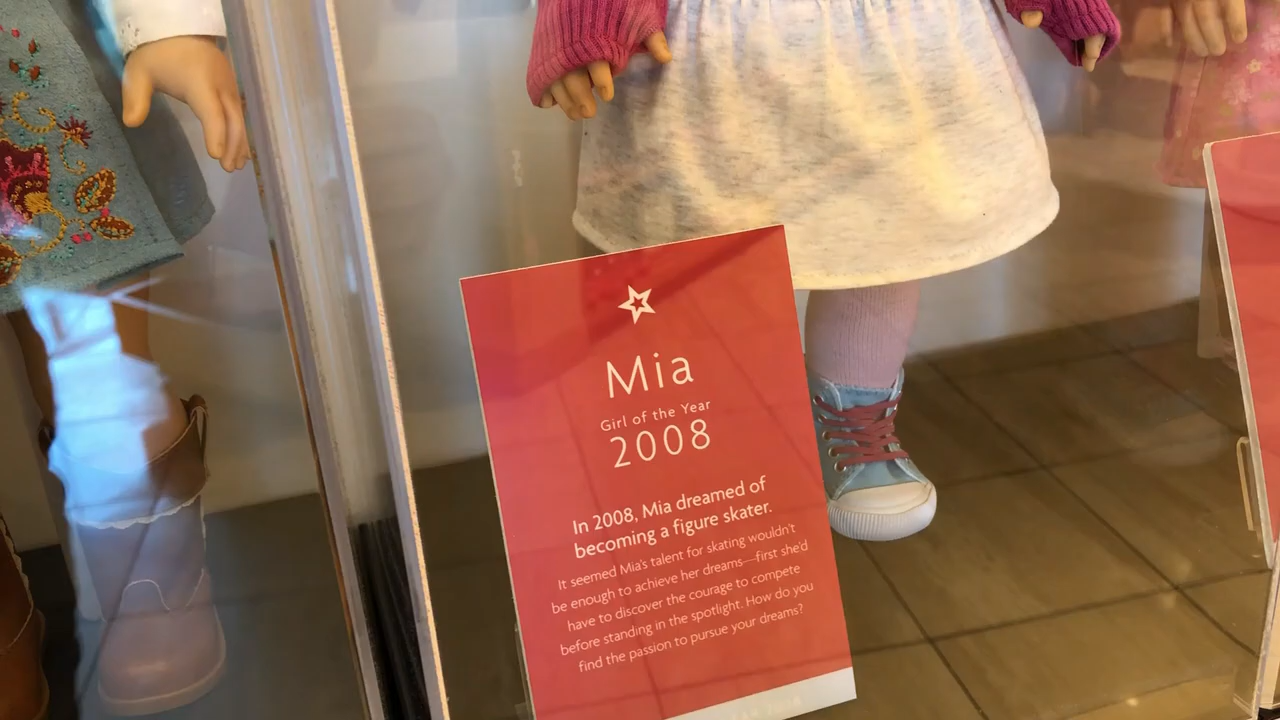 Mia
Girl of the Year
2008
In 2008, Mia dreamed of
becoming a figure skater.
It seemed Mia's talent for skating wouldn't
be enough to achieve her dreams—first she'd
have to discover the courage to compete
before standing in the spotlight. How do you
find the passion to pursue your dreams?